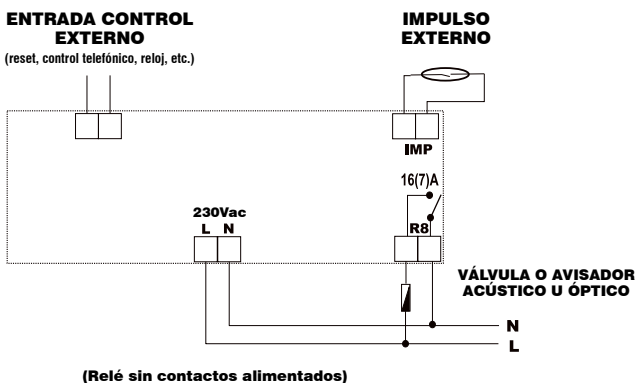 ENTRADA CONTROL
EXTERNO
(reset, control telefónico, reloj, etc.)
IMPULSO
EXTERNO
IMP
16(7)A
230Vac
L N
R8
VÁLVULA O AVISADOR
ACÚSTICO U ÓPTICO
N
L
(Relé sin contactos alimentados)